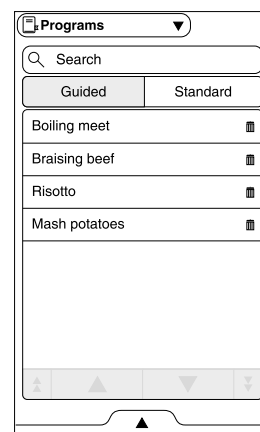 Programs
Search
Guided Standard
Boiling meet
Braising beef
Risotto
Mash potatoes